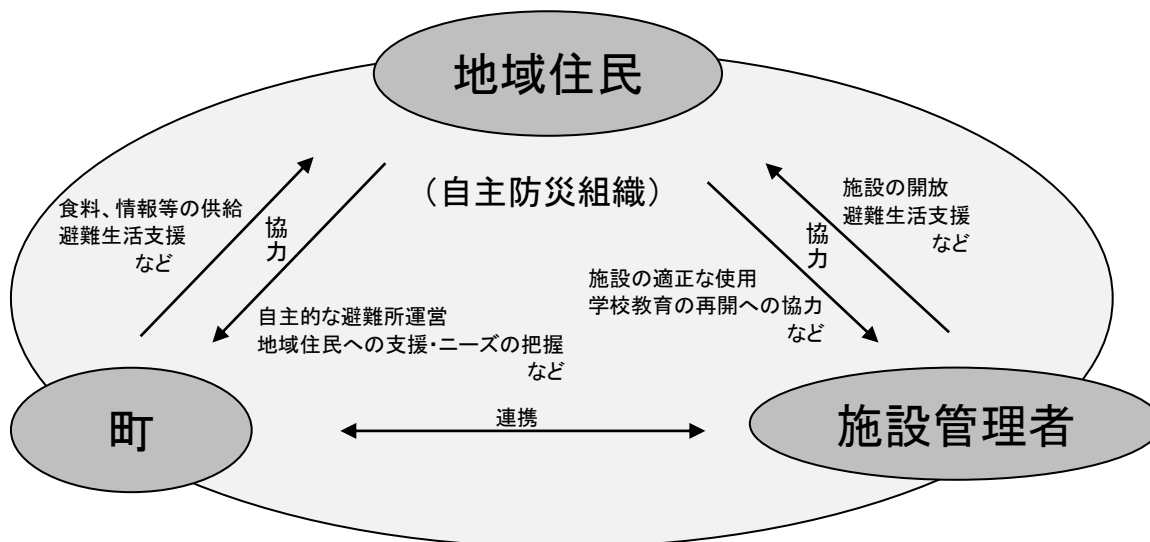 地域住民
（自主防災組織）
食料、情報等の供給
避難生活支援
など
協力
自主的な避難所運営
地域住民への支援・ニーズの把握
など
施設の開放
避難生活支援
など
協力
施設の適正な使用
学校教育の再開への協力
など
町
連携
施設管理者